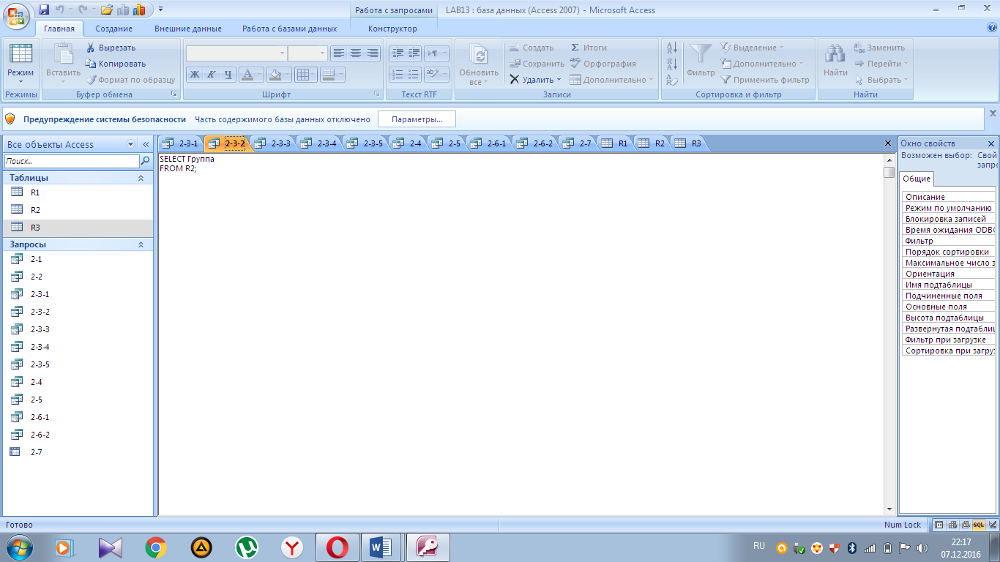 Работа с запросами
LAB13 : база данных (Access 2007) - Microsoft Access
Главная Создание Внешние данные Работа с базами данных Конструктор
Режим
Режимы
Вставить
Вырезать
Копировать
Формат по образцу
Буфер обмена
Ж К Ч
Шрифт
Текст RTF
Обновить
все
Создать
Сохранить
Удалить
Итоги
Орфография
Дополнительно
Записи
Фильтр
Выделение
Дополнительно
Применить фильтр
Сортировка и фильтр
Найти
Заменить
Перейти
Выбрать
Найти
Предупреждение системы безопасности Часть содержимого базы данных отключено Параметры...
Все объекты Access
Поиск...
Таблицы
R1
R2
R3
Запросы
2-1
2-2
2-3-1
2-3-2
2-3-3
2-3-4
2-3-5
2-4
2-5
2-6-1
2-6-2
2-7
2-3-1 2-3-2 2-3-3 2-3-4 2-3-5 2-4 2-5 2-6-1 2-6-2 2-7 R1 R2 R3
SELECT Группа
FROM R2;
Окно свойств
Возможен выбор: Свой
запро
Общие
Описание
Режим по умолчанию
Блокировка записей
Время ожидания ODBC
Фильтр
Порядок сортировки
Максимальное число з
Ориентация
Имя подтаблицы
Подчиненные поля
Основные поля
Высота подтаблицы
Развернутая подтаблиц
Фильтр при загрузке
Сортировка при загруз
Готово
Num Lock
SQL
RU
22:17
07.12.2016